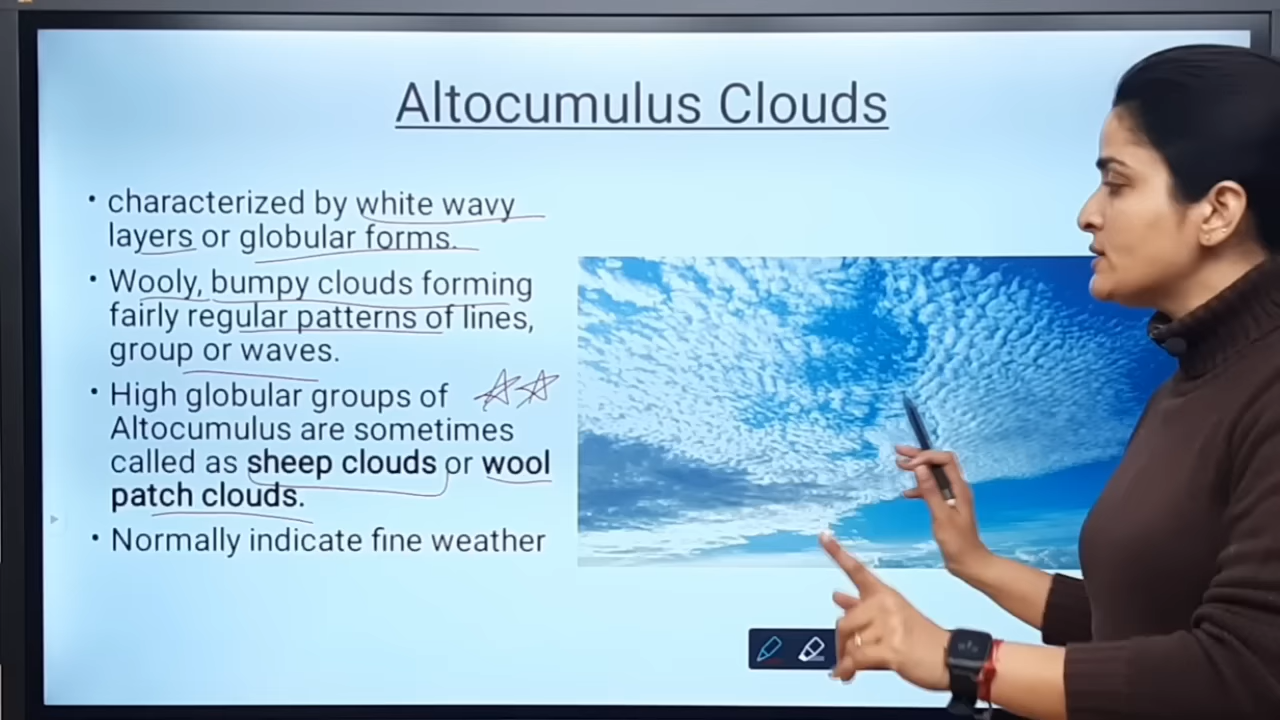 Altocumulus Clouds
• characterized by white wavy
layers or globular forms.
• Wooly, bumpy clouds forming
fairly regular patterns of lines,
group or waves.
• High globular groups of
Altocumulus are sometimes
called as sheep clouds or wool
patch clouds.
• Normally indicate fine weather